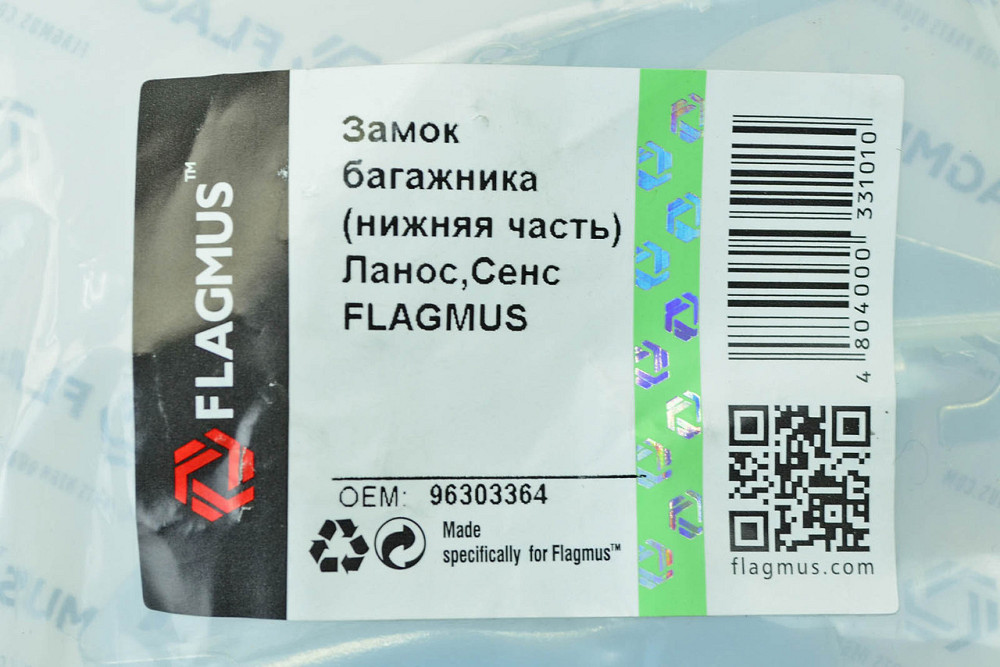 FLAGMUS™
Замок
багажника
(нижняя часть)
Ланос,Сенс
FLAGMUS
OEM: 96303364
Made
specifically for Flagmus™
4 804000 331010
flagmus.com